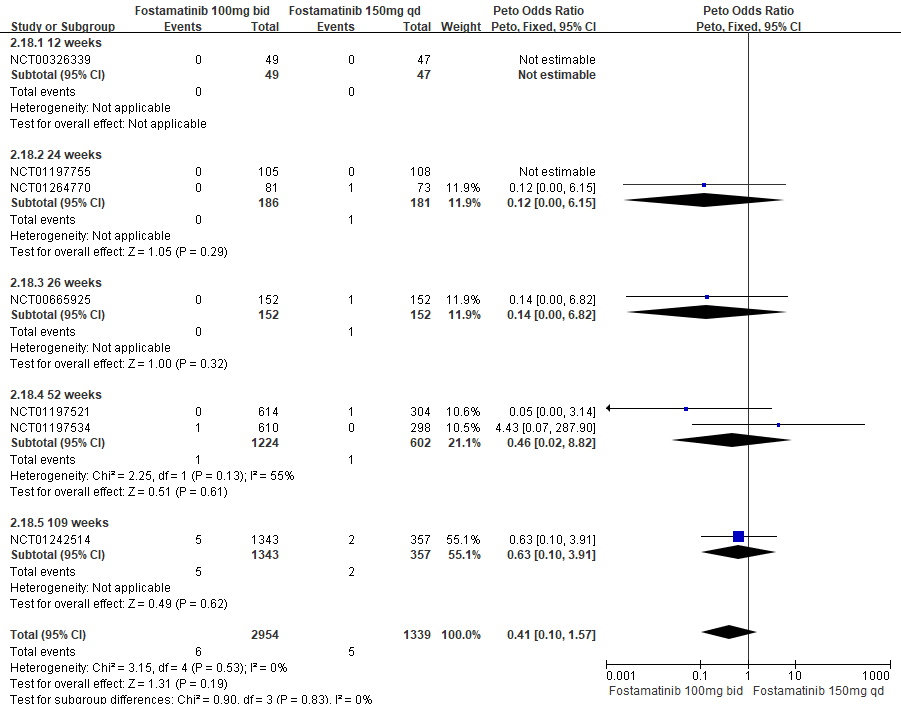 Fostamatinib 100mg bid Fostamatinib 150mg qd Peto Odds Ratio Peto Odds Ratio
Study or Subgroup Events Total Events Total Weight Peto, Fixed, 95% CI Peto, Fixed, 95% CI
2.18.1 12 weeks
NCT00326339 0 49 0 47 Not estimable
Subtotal (95% CI) 49 47 Not estimable
Total events 0 0
Heterogeneity: Not applicable
Test for overall effect: Not applicable
2.18.2 24 weeks
NCT01197755 0 105 0 108 Not estimable
NCT01264770 0 81 1 73 11.9% 0.12 [0.00, 6.15]
Subtotal (95% CI) 186 181 11.9% 0.12 [0.00, 6.15]
Total events 0 1
Heterogeneity: Not applicable
Test for overall effect: Z = 1.05 (P = 0.29)
2.18.3 26 weeks
NCT00665925 0 152 1 152 11.9% 0.14 [0.00, 6.82]
Subtotal (95% CI) 152 152 11.9% 0.14 [0.00, 6.82]
Total events 0 1
Heterogeneity: Not applicable
Test for overall effect: Z = 1.00 (P = 0.32)
2.18.4 52 weeks
NCT01197521 0 614 1 304 10.6% 0.05 [0.00, 3.14]
NCT01197534 1 610 0 298 10.5% 4.43 [0.07, 287.90]
Subtotal (95% CI) 1224 602 21.1% 0.46 [0.02, 8.82]
Total events 1 1
Heterogeneity: Chi² = 2.25, df = 1 (P = 0.13); I² = 55%
Test for overall effect: Z = 0.51 (P = 0.61)
2.18.5 109 weeks
NCT01242514 5 1343 2 357 55.1% 0.63 [0.10, 3.91]
Subtotal (95% CI) 1343 357 55.1% 0.63 [0.10, 3.91]
Total events 5 2
Heterogeneity: Not applicable
Test for overall effect: Z = 0.49 (P = 0.62)
Total (95% CI) 2954 1339 100.0% 0.41 [0.10, 1.57]
Total events 6 5
Heterogeneity: Chi² = 3.15, df = 4 (P = 0.53); I² = 0%
Test for overall effect: Z = 1.31 (P = 0.19)
Test for subgroup differences: Chi² = 0.90, df = 3 (P = 0.83), I² = 0%
0.001 0.1 1 10 1000
Fostamatinib 100mg bid Fostamatinib 150mg qd